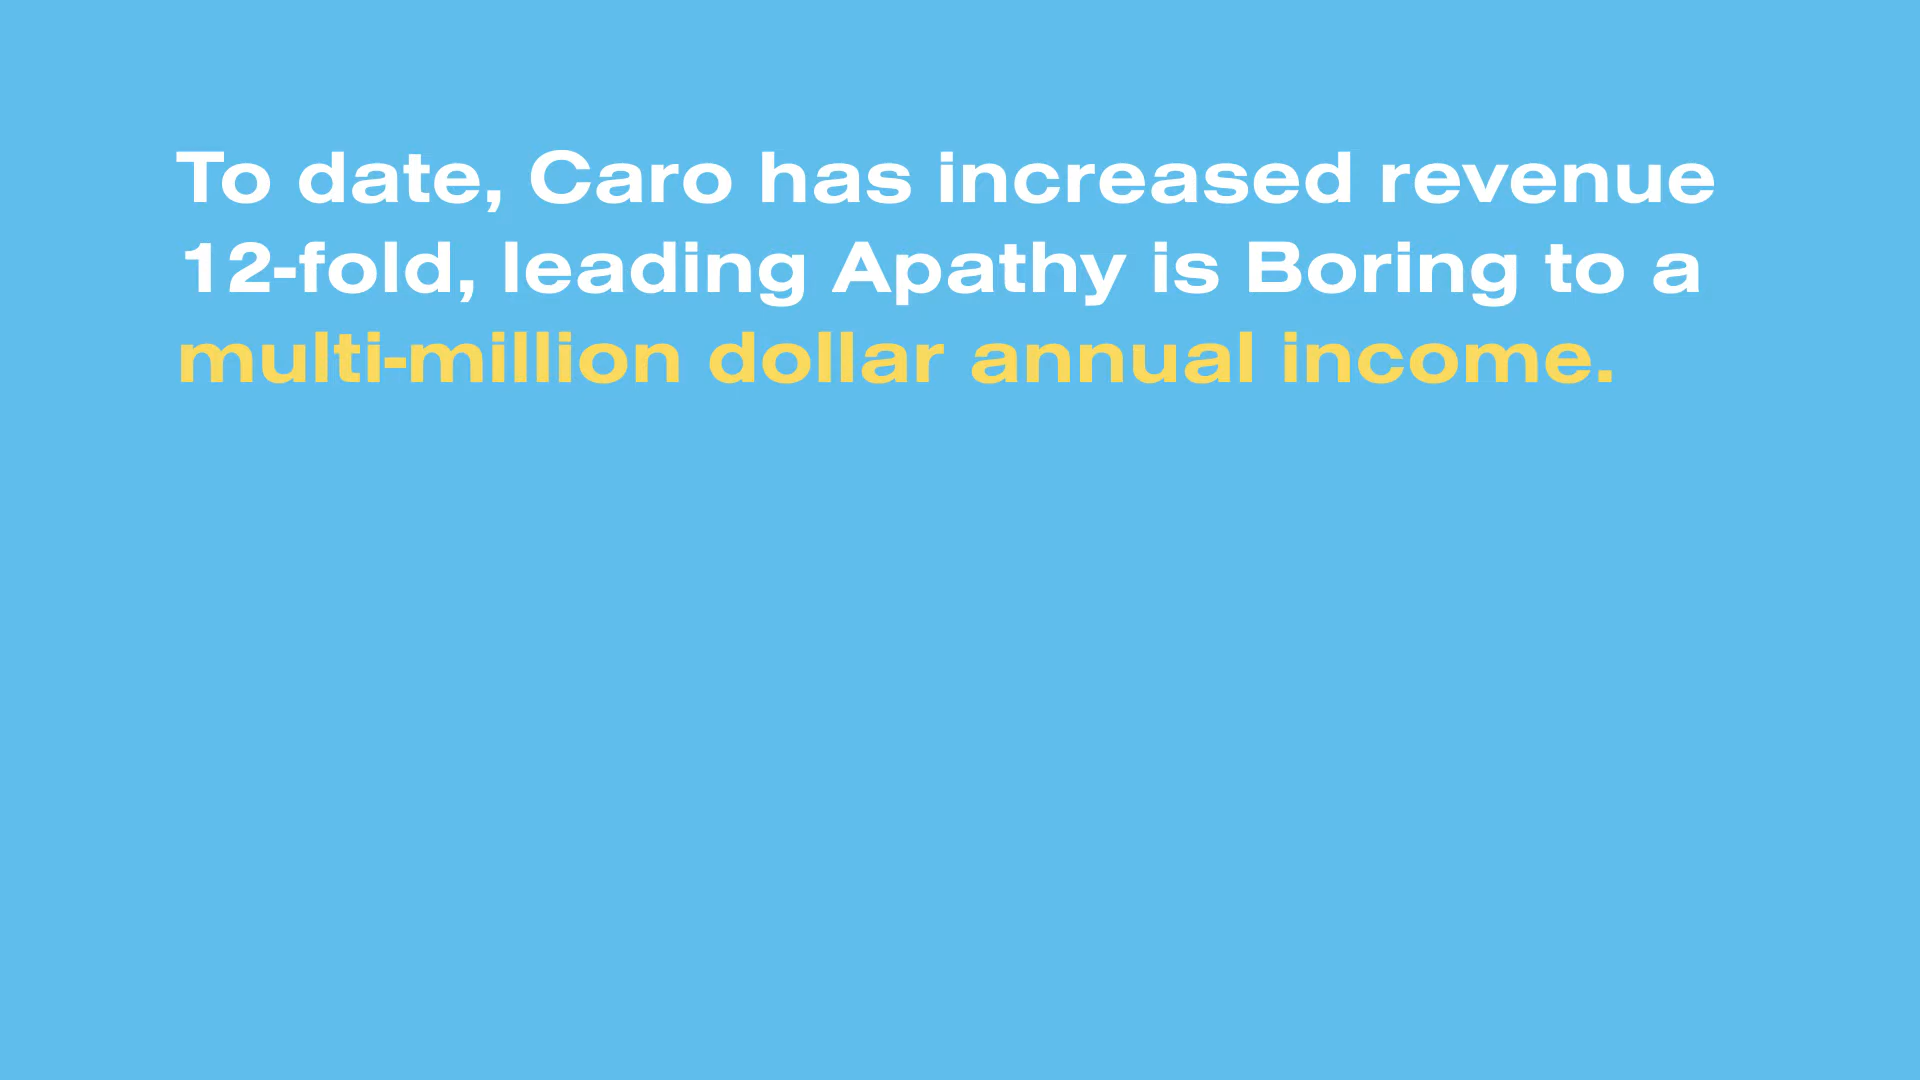 To date, Caro has increased revenue
12-fold, leading Apathy is Boring to a
multi-million dollar annual income.